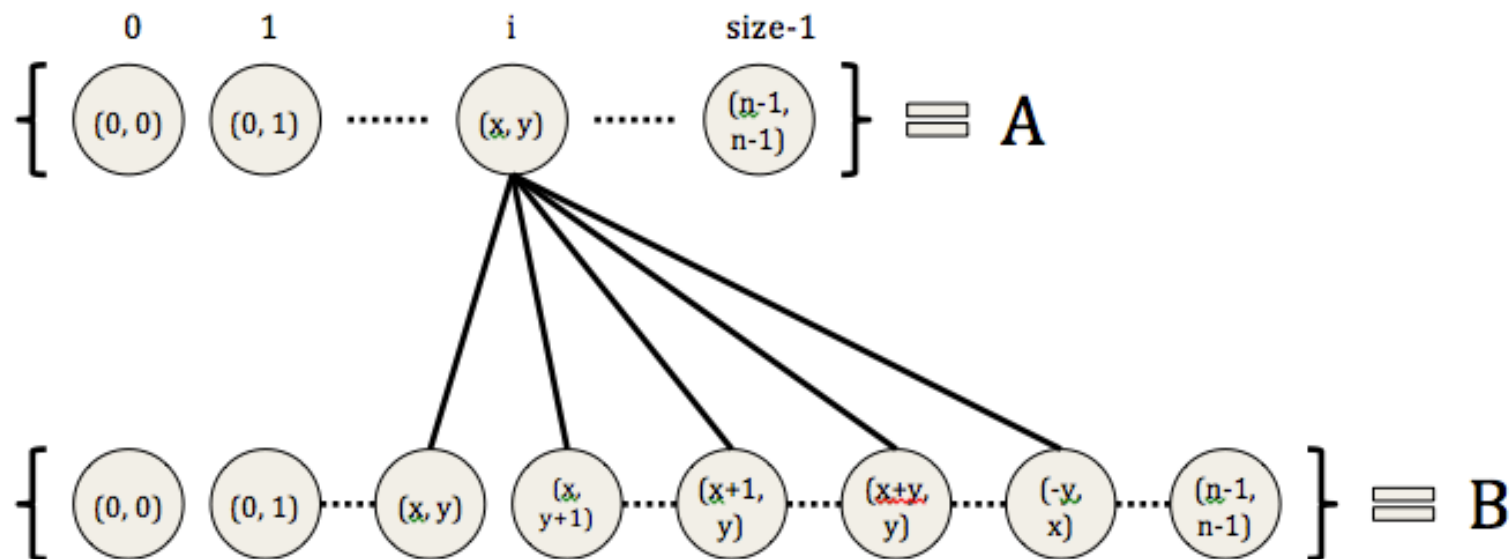 0 1 i size-1
{ (0, 0) (0, 1) (x, y) (n-1,
n-1) } = A
{ (0, 0) (0, 1) (x, y) (x,
y+1) (x+1,
y) (x+y,
y) (-y,
x) (n-1,
n-1) } = B